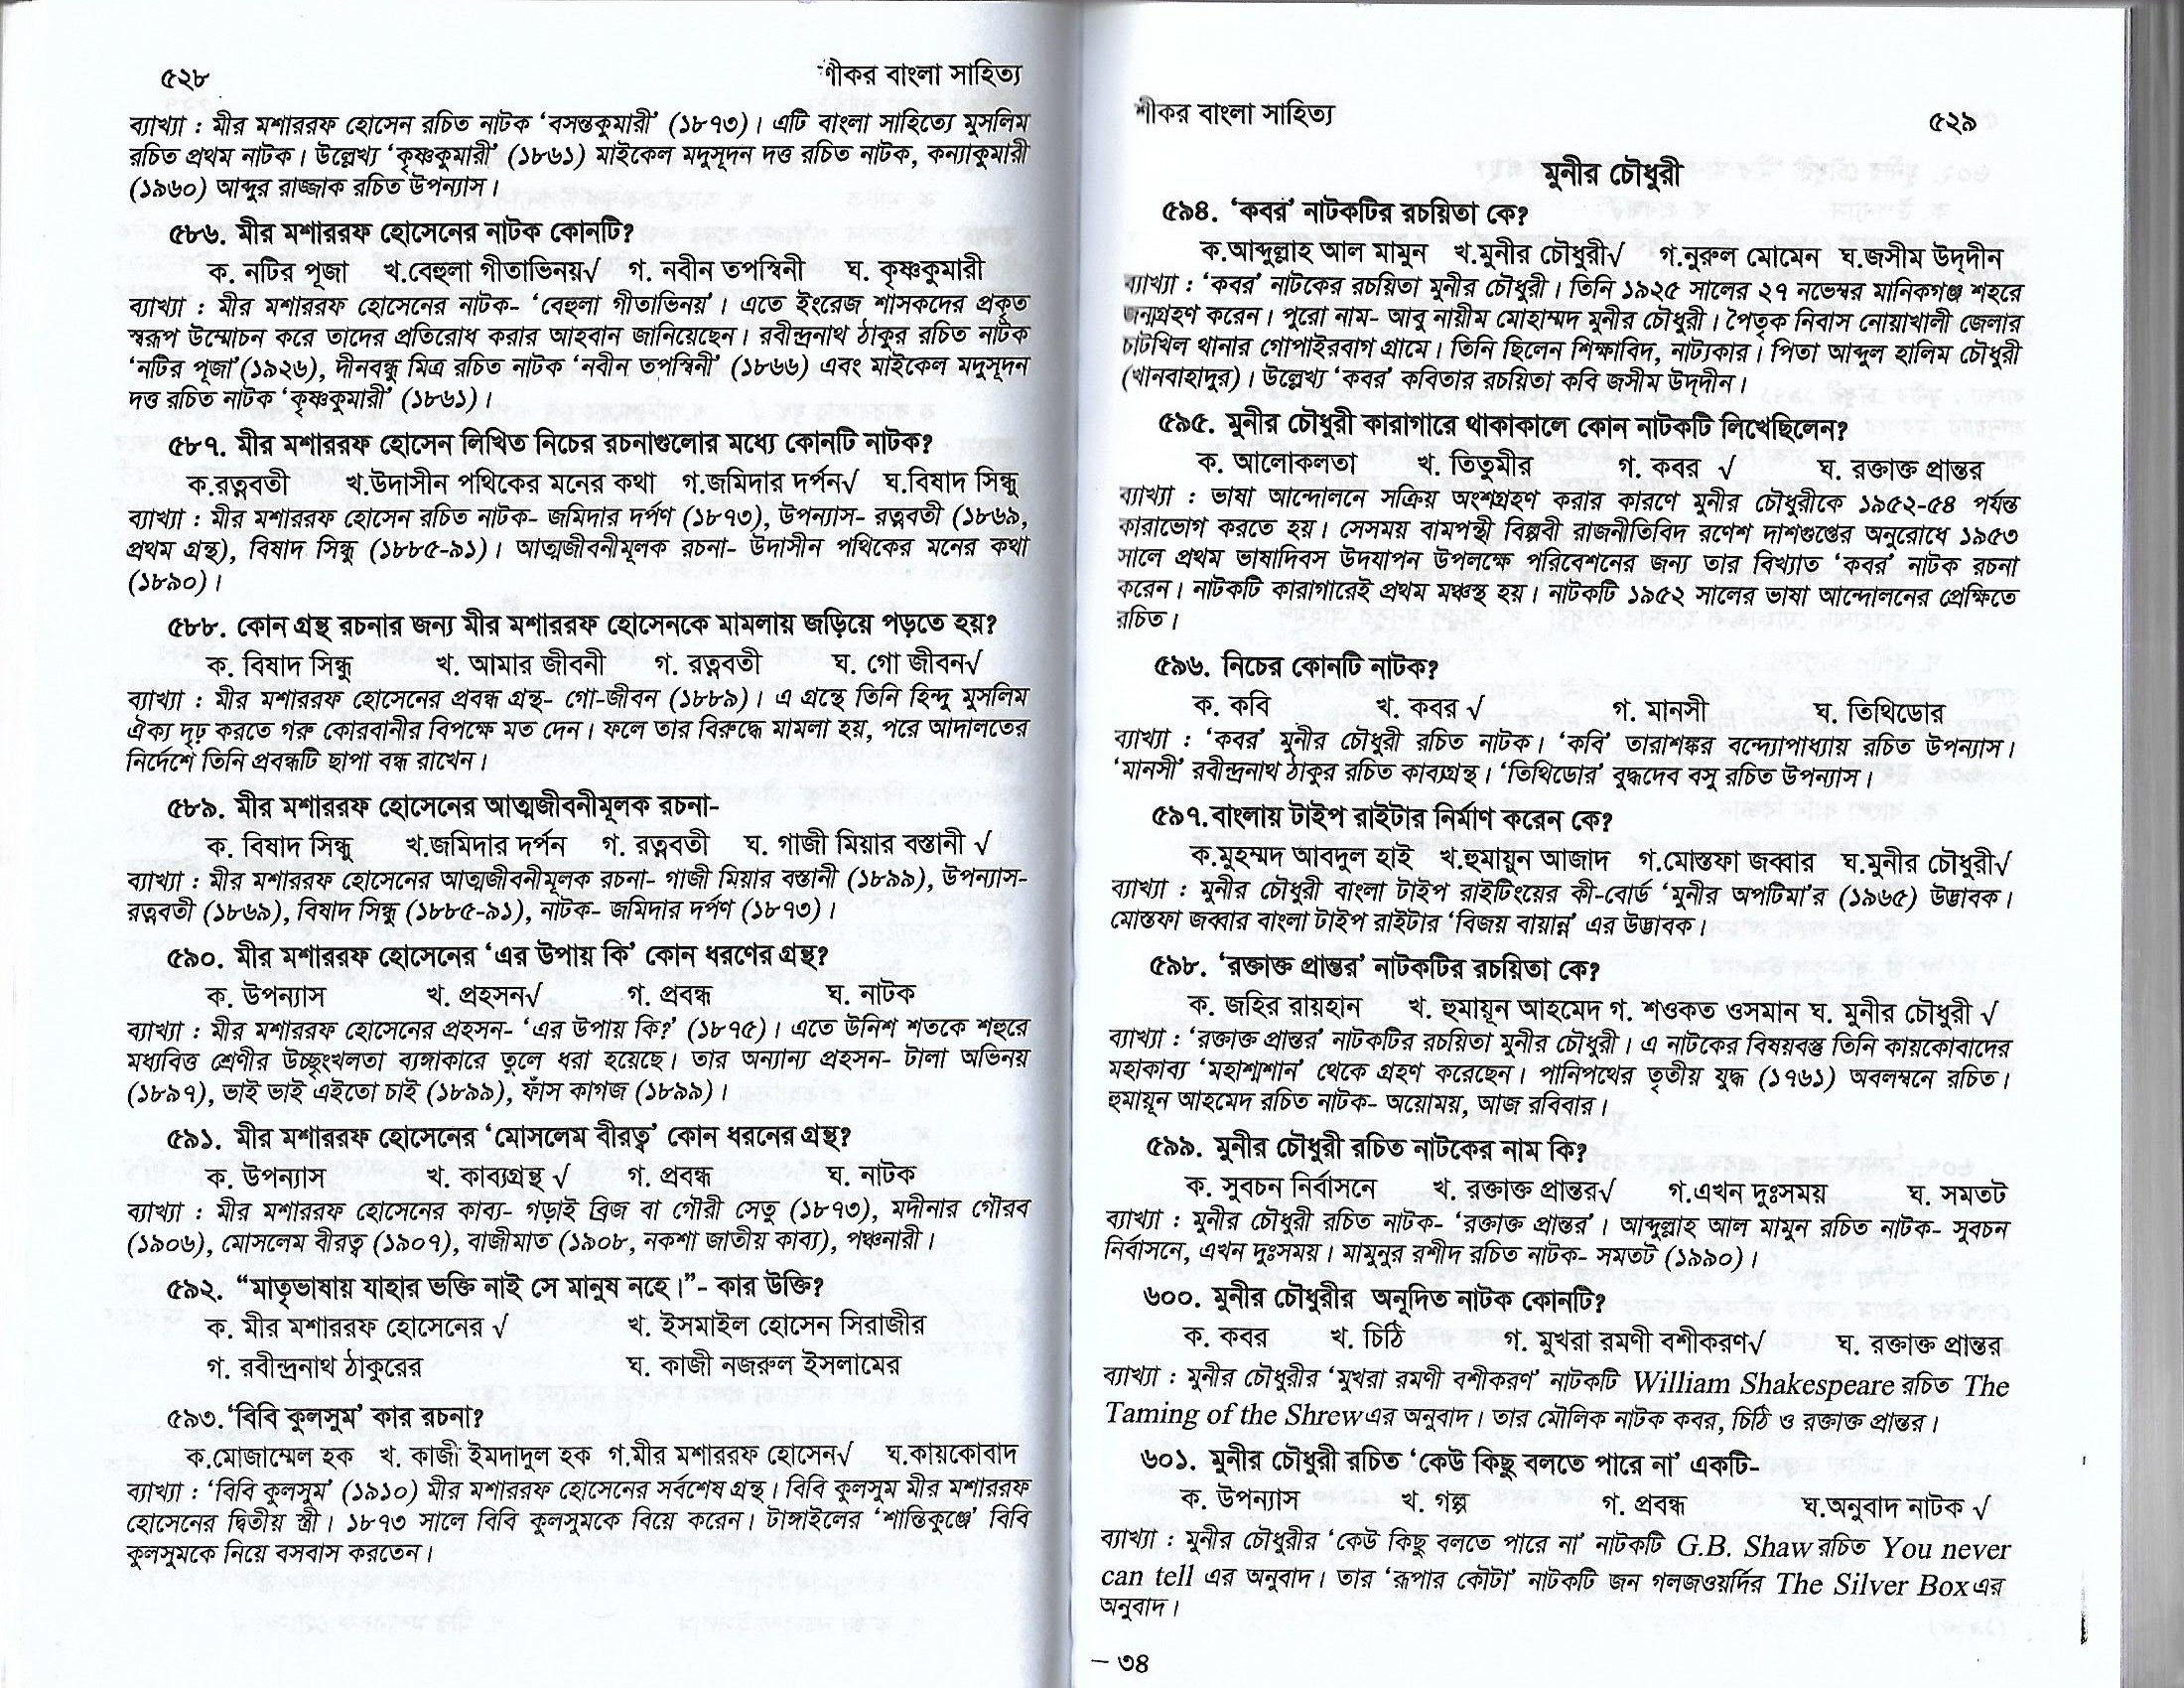 ৫২৮
শীকর বাংলা সাহিত্য
ব্যাখ্যা : মীর মশাররফ হোসেন রচিত নাটক ‘বসন্তকুমারী’ (১৮৭৩)। এটি বাংলা সাহিত্যে মুসলিম
রচিত প্রথম নাটক। উল্লেখ্য ‘কৃষ্ণকুমারী’ (১৮৬১) মাইকেল মদুসূদন দত্ত রচিত নাটক, কন্যাকুমারী
(১৯৬০) আব্দুর রাজ্জাক রচিত উপন্যাস।
৫৮৬. মীর মশাররফ হোসেনের নাটক কোনটি?
ক. নটির পূজা খ.বেহুলা গীতাভিনয়√ গ. নবীন তপস্বিনী ঘ. কৃষ্ণকুমারী
ব্যাখ্যা : মীর মশাররফ হোসেনের নাটক- ‘বেহুলা গীতাভিনয়’। এতে ইংরেজ শাসকদের প্রকৃত
স্বরূপ উম্মোচন করে তাদের প্রতিরোধ করার আহবান জানিয়েছেন। রবীন্দ্রনাথ ঠাকুর রচিত নাটক
‘নটির পূজা’(১৯২৬), দীনবন্ধু মিত্র রচিত নাটক ‘নবীন তপস্বিনী’ (১৮৬৬) এবং মাইকেল মদুসূদন
দত্ত রচিত নাটক ‘কৃষ্ণকুমারী’ (১৮৬১)।
৫৮৭. মীর মশাররফ হোসেন লিখিত নিচের রচনাগুলোর মধ্যে কোনটি নাটক?
ক.রত্নবতী খ.উদাসীন পথিকের মনের কথা গ.জমিদার দর্পন√ ঘ.বিষাদ সিন্ধু
ব্যাখ্যা : মীর মশাররফ হোসেন রচিত নাটক- জমিদার দর্পণ (১৮৭৩), উপন্যাস- রত্নবতী (১৮৬৯,
প্রথম গ্রন্থ), বিষাদ সিন্ধু (১৮৮৫-৯১)। আত্মজীবনীমূলক রচনা- উদাসীন পথিকের মনের কথা
(১৮৯০)।
৫৮৮. কোন গ্রন্থ রচনার জন্য মীর মশাররফ হোসেনকে মামলায় জড়িয়ে পড়তে হয়?
ক. বিষাদ সিন্ধু খ. আমার জীবনী গ. রত্নবতী ঘ. গো জীবন√
ব্যাখ্যা : মীর মশাররফ হোসেনের প্রবন্ধ গ্রন্থ- গো-জীবন (১৮৮৯)। এ গ্রন্থে তিনি হিন্দু মুসলিম
ঐক্য দৃঢ় করতে গরু কোরবানীর বিপক্ষে মত দেন। ফলে তার বিরুদ্ধে মামলা হয়, পরে আদালতের
নির্দেশে তিনি প্রবন্ধটি ছাপা বন্ধ রাখেন।
৫৮৯. মীর মশাররফ হোসেনের আত্মজীবনীমূলক রচনা-
ক. বিষাদ সিন্ধু খ.জমিদার দর্পন গ. রত্নবতী ঘ. গাজী মিয়ার বস্তানী √
ব্যাখ্যা : মীর মশাররফ হোসেনের আত্মজীবনীমূলক রচনা- গাজী মিয়ার বস্তানী (১৮৯৯), উপন্যাস-
রত্নবতী (১৮৬৯), বিষাদ সিন্ধু (১৮৮৫-৯১), নাটক- জমিদার দর্পণ (১৮৭৩)।
৫৯০. মীর মশাররফ হোসেনের ‘এর উপায় কি’ কোন ধরণের গ্রন্থ?
ক. উপন্যাস খ. প্রহসন√ গ. প্রবন্ধ ঘ. নাটক
ব্যাখ্যা : মীর মশাররফ হোসেনের প্রহসন- ‘এর উপায় কি?’ (১৮৭৫)। এতে উনিশ শতকে শহুরে
মধ্যবিত্ত শ্রেণীর উচ্ছৃংখলতা ব্যঙ্গাকারে তুলে ধরা হয়েছে। তার অন্যান্য প্রহসন- টালা অভিনয়
(১৮৯৭), ভাই ভাই এইতো চাই (১৮৯৯), ফাঁস কাগজ (১৮৯৯)।
৫৯১. মীর মশাররফ হোসেনের ‘মোসলেম বীরত্ব’ কোন ধরনের গ্রন্থ?
ক. উপন্যাস খ. কাব্যগ্রন্থ √ গ. প্রবন্ধ ঘ. নাটক
ব্যাখ্যা : মীর মশাররফ হোসেনের কাব্য- গড়াই ব্রিজ বা গৌরী সেতু (১৮৭৩), মদীনার গৌরব
(১৯০৬), মোসলেম বীরত্ব (১৯০৭), বাজীমাত (১৯০৮, নকশা জাতীয় কাব্য), পঞ্চনারী।
৫৯২. “মাতৃভাষায় যাহার ভক্তি নাই সে মানুষ নহে।”- কার উক্তি?
ক. মীর মশাররফ হোসেনের √ খ. ইসমাইল হোসেন সিরাজীর
গ. রবীন্দ্রনাথ ঠাকুরের ঘ. কাজী নজরুল ইসলামের
৫৯৩.‘বিবি কুলসুম’ কার রচনা?
ক.মোজাম্মেল হক খ. কাজী ইমদাদুল হক গ.মীর মশাররফ হোসেন√ ঘ.কায়কোবাদ
ব্যাখ্যা : ‘বিবি কুলসুম’ (১৯১০) মীর মশাররফ হোসেনের সর্বশেষ গ্রন্থ। বিবি কুলসুম মীর মশাররফ
হোসেনের দ্বিতীয় স্ত্রী। ১৮৭৩ সালে বিবি কুলসুমকে বিয়ে করেন। টাঙ্গাইলের ‘শান্তিকুঞ্জে’ বিবি
কুলসুমকে নিয়ে বসবাস করতেন।
শীকর বাংলা সাহিত্য
৫২৯
মুনীর চৌধুরী
৫৯৪. ‘কবর’ নাটকটির রচয়িতা কে?
ক.আব্দুল্লাহ আল মামুন খ.মুনীর চৌধুরী√ গ.নুরুল মোমেন ঘ.জসীম উদ্‌দীন
ব্যাখ্যা : ‘কবর’ নাটকের রচয়িতা মুনীর চৌধুরী। তিনি ১৯২৫ সালের ২৭ নভেম্বর মানিকগঞ্জ শহরে
জন্মগ্রহণ করেন। পুরো নাম- আবু নায়ীম মোহাম্মদ মুনীর চৌধুরী। পৈতৃক নিবাস নোয়াখালী জেলার
চাটখিল থানার গোপাইরবাগ গ্রামে। তিনি ছিলেন শিক্ষাবিদ, নাট্যকার। পিতা আব্দুল হালিম চৌধুরী
(খানবাহাদুর)। উল্লেখ্য ‘কবর’ কবিতার রচয়িতা কবি জসীম উদ্‌দীন।
৫৯৫. মুনীর চৌধুরী কারাগারে থাকাকালে কোন নাটকটি লিখেছিলেন?
ক. আলোকলতা খ. তিতুমীর গ. কবর √ ঘ. রক্তাক্ত প্রান্তর
ব্যাখ্যা : ভাষা আন্দোলনে সক্রিয় অংশগ্রহণ করার কারণে মুনীর চৌধুরীকে ১৯৫২-৫৪ পর্যন্ত
কারাভোগ করতে হয়। সেসময় বামপন্থী বিল্পবী রাজনীতিবিদ রণেশ দাশগুপ্তের অনুরোধে ১৯৫৩
সালে প্রথম ভাষাদিবস উদযাপন উপলক্ষে পরিবেশনের জন্য তার বিখ্যাত ‘কবর’ নাটক রচনা
করেন। নাটকটি কারাগারেই প্রথম মঞ্চস্থ হয়। নাটকটি ১৯৫২ সালের ভাষা আন্দোলনের প্রেক্ষিতে
রচিত।
৫৯৬. নিচের কোনটি নাটক?
ক. কবি খ. কবর √ গ. মানসী ঘ. তিথিডোর
ব্যাখ্যা : ‘কবর’ মুনীর চৌধুরী রচিত নাটক। ‘কবি’ তারাশঙ্কর বন্দ্যোপাধ্যায় রচিত উপন্যাস।
‘মানসী’ রবীন্দ্রনাথ ঠাকুর রচিত কাব্যগ্রন্থ। ‘তিথিডোর’ বুদ্ধদেব বসু রচিত উপন্যাস।
৫৯৭.বাংলায় টাইপ রাইটার নির্মাণ করেন কে?
ক.মুহম্মদ আবদুল হাই খ.হুমায়ুন আজাদ গ.মোস্তফা জব্বার ঘ.মুনীর চৌধুরী√
ব্যাখ্যা : মুনীর চৌধুরী বাংলা টাইপ রাইটিংয়ের কী-বোর্ড ‘মুনীর অপটিমা’র (১৯৬৫) উদ্ভাবক।
মোস্তফা জব্বার বাংলা টাইপ রাইটার ‘বিজয় বায়ান্ন’ এর উদ্ভাবক।
৫৯৮. ‘রক্তাক্ত প্রান্তর’ নাটকটির রচয়িতা কে?
ক. জহির রায়হান খ. হুমায়ূন আহমেদ গ. শওকত ওসমান ঘ. মুনীর চৌধুরী √
ব্যাখ্যা : ‘রক্তাক্ত প্রান্তর’ নাটকটির রচয়িতা মুনীর চৌধুরী। এ নাটকের বিষয়বস্তু তিনি কায়কোবাদের
মহাকাব্য ‘মহাশ্মশান’ থেকে গ্রহণ করেছেন। পানিপথের তৃতীয় যুদ্ধ (১৭৬১) অবলম্বনে রচিত।
হুমায়ূন আহমেদ রচিত নাটক- অয়োময়, আজ রবিবার।
৫৯৯. মুনীর চৌধুরী রচিত নাটকের নাম কি?
ক. সুবচন নির্বাসনে খ. রক্তাক্ত প্রান্তর√ গ.এখন দুঃসময় ঘ. সমতট
ব্যাখ্যা : মুনীর চৌধুরী রচিত নাটক- ‘রক্তাক্ত প্রান্তর’। আব্দুল্লাহ আল মামুন রচিত নাটক- সুবচন
নির্বাসনে, এখন দুঃসময়। মামুনুর রশীদ রচিত নাটক- সমতট (১৯৯০)।
৬০০. মুনীর চৌধুরীর অনূদিত নাটক কোনটি?
ক. কবর খ. চিঠি গ. মুখরা রমণী বশীকরণ√ ঘ. রক্তাক্ত প্রান্তর
ব্যাখ্যা : মুনীর চৌধুরীর ‘মুখরা রমণী বশীকরণ’ নাটকটি William Shakespeare রচিত The
Taming of the Shrewএর অনুবাদ। তার মৌলিক নাটক কবর, চিঠি ও রক্তাক্ত প্রান্তর।
৬০১. মুনীর চৌধুরী রচিত ‘কেউ কিছু বলতে পারে না’ একটি-
ক. উপন্যাস খ. গল্প গ. প্রবন্ধ ঘ.অনুবাদ নাটক √
ব্যাখ্যা : মুনীর চৌধুরীর ‘কেউ কিছু বলতে পারে না’ নাটকটি G.B. Shaw রচিত You never
can tell এর অনুবাদ। তার ‘রূপার কৌটা’ নাটকটি জন গলজওয়র্দির The Silver Boxএর
অনুবাদ।
– ৩৪